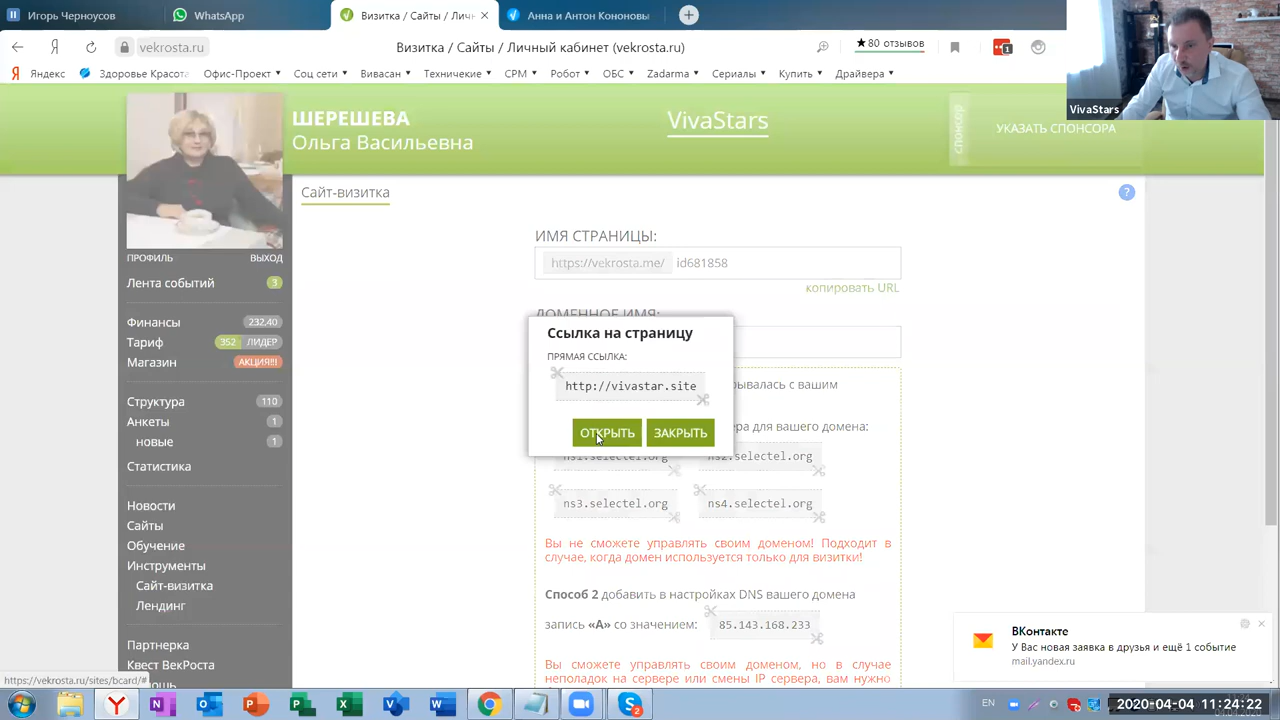 Игорь Черноусов
WhatsApp
Визитка / Сайты / Личн
Анна и Антон Кононовы
vekrosta.ru
Визитка / Сайты / Личный кабинет (vekrosta.ru)
★80 отзывов
1
Яндекс
Здоровье Красота
Офис-Проект
Соц сети
Вивасан
Техничекие
СРМ
Робот
ОБС
Zadarma
Сериалы
Купить
Драйвера
VivaStars
ШЕРЕШЕВА
Ольга Васильевна
VivaStars
спонсор
УКАЗАТЬ СПОНСОРА
ПРОФИЛЬ
ВЫХОД
Лента событий 3
Финансы 232,40
Тариф 352 ЛИДЕР
Магазин АКЦИЯ!!!
Структура 110
Анкеты 1
новые 1
Статистика
Новости
Сайты
Обучение
Инструменты
Сайт-визитка
Лендинг
Партнерка
Квест ВекРоста
Сайт-визитка
?
ИМЯ СТРАНИЦЫ:
https://vekrosta.me/ id681858
копировать URL
ДОМЕННОЕ ИМЯ:
Ссылка на страницу
ПРЯМАЯ ССЫЛКА:
http://vivastar.site
ОТКРЫТЬ
ЗАКРЫТЬ
рывалась с вашим
ера для вашего домена:
ns1.selectel.org
ns2.selectel.org
ns3.selectel.org
ns4.selectel.org
Вы не сможете управлять своим доменом! Подходит в
случае, когда домен используется только для визитки!
Способ 2 добавить в настройках DNS вашего домена
запись «А» со значением: 85.143.168.233
Вы сможете управлять своим доменом, но в случае
неполадок на сервере или смены IP сервера, вам нужно
ВКонтакте
У Вас новая заявка в друзья и ещё 1 событие
mail.yandex.ru
https://vekrosta.ru/sites/bcard/#
EN
2020-04-04 11:24:22